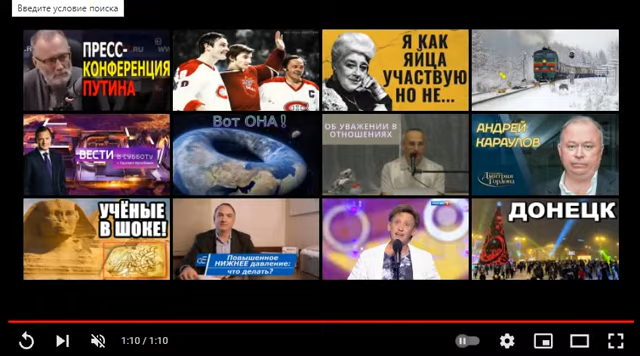 Введите условие поиска
ПРЕСС-
КОНФЕРЕНЦИЯ
ПУТИНА
Я КАК
ЯЙЦА
УЧАСТВУЮ
НО НЕ...
ВЕСТИ В СУББОТУ
Вот ОНА!
ОБ УВАЖЕНИИ В
ОТНОШЕНИЯХ
АНДРЕЙ
КАРАУЛОВ
УЧЁНЫЕ
В ШОКЕ!
Повышенное
НИЖНЕЕ давление:
что делать?
ДОНЕЦК
1:10 / 1:10